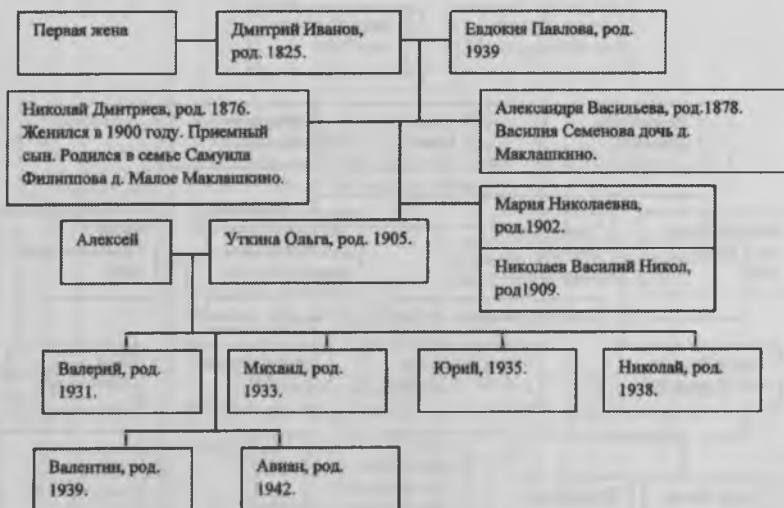 Первая жена
Дмитрий Иванов,
род. 1825.
Евдокия Павлова, род.
1939
Николай Дмитриев, род. 1876.
Женился в 1900 году. Приемный
сын. Родился в семье Самуила
Филиппова д. Малое Маклашкино.
Александра Васильева, род.1878.
Василия Семенова дочь д.
Маклашкино.
Мария Николаевна,
род.1902.
Николаев Василий Никол,
род1909.
Алексей
Уткина Ольга, род. 1905.
Валерий, род.
1931.
Михаил, род.
1933.
Юрий, 1935.
Николай, род.
1938.
Валентин, род.
1939.
Авиан, род.
1942.